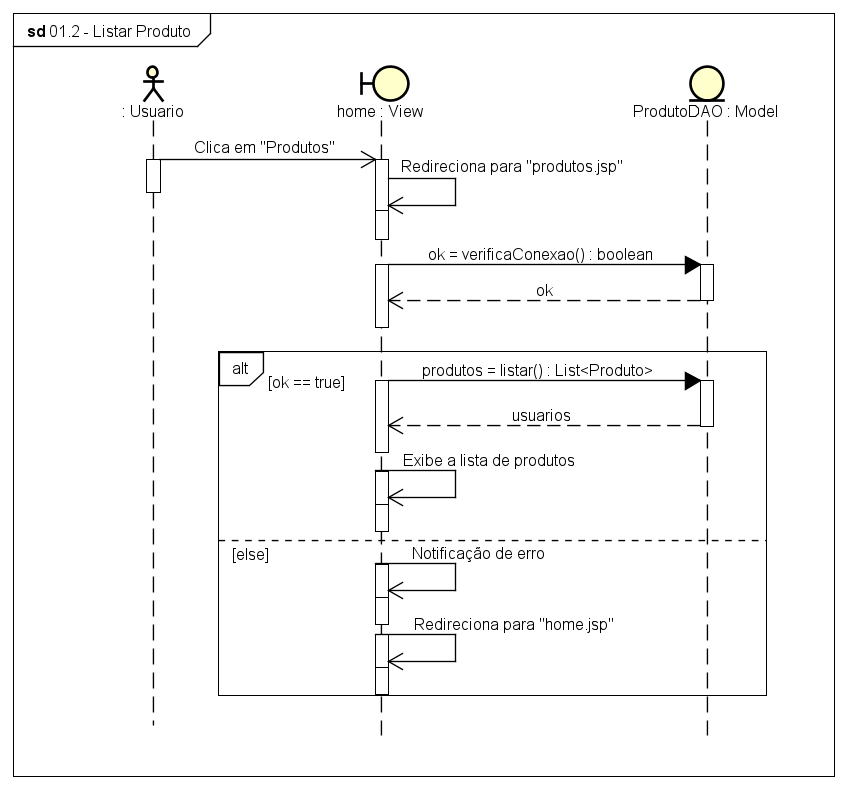 sd 01.2 - Listar Produto
: Usuario
home : View
ProdutoDAO : Model
Clica em "Produtos"
Redireciona para "produtos.jsp"
ok = verificaConexao() : boolean
ok
alt
[ok == true]
produtos = listar() : List<Produto>
usuarios
Exibe a lista de produtos
[else]
Notificação de erro
Redireciona para "home.jsp"